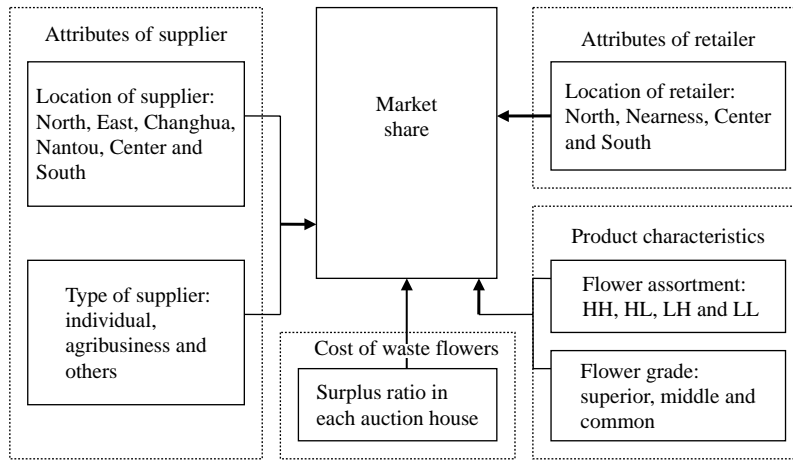 Attributes of supplier
Location of supplier:
North, East, Changhua,
Nantou, Center and
South
Type of supplier:
individual,
agribusiness and
others
Market
share
Cost of waste flowers
Surplus ratio in
each auction house
Attributes of retailer
Location of retailer:
North, Nearness, Center
and South
Product characteristics
Flower assortment:
HH, HL, LH and LL
Flower grade:
superior, middle and
common